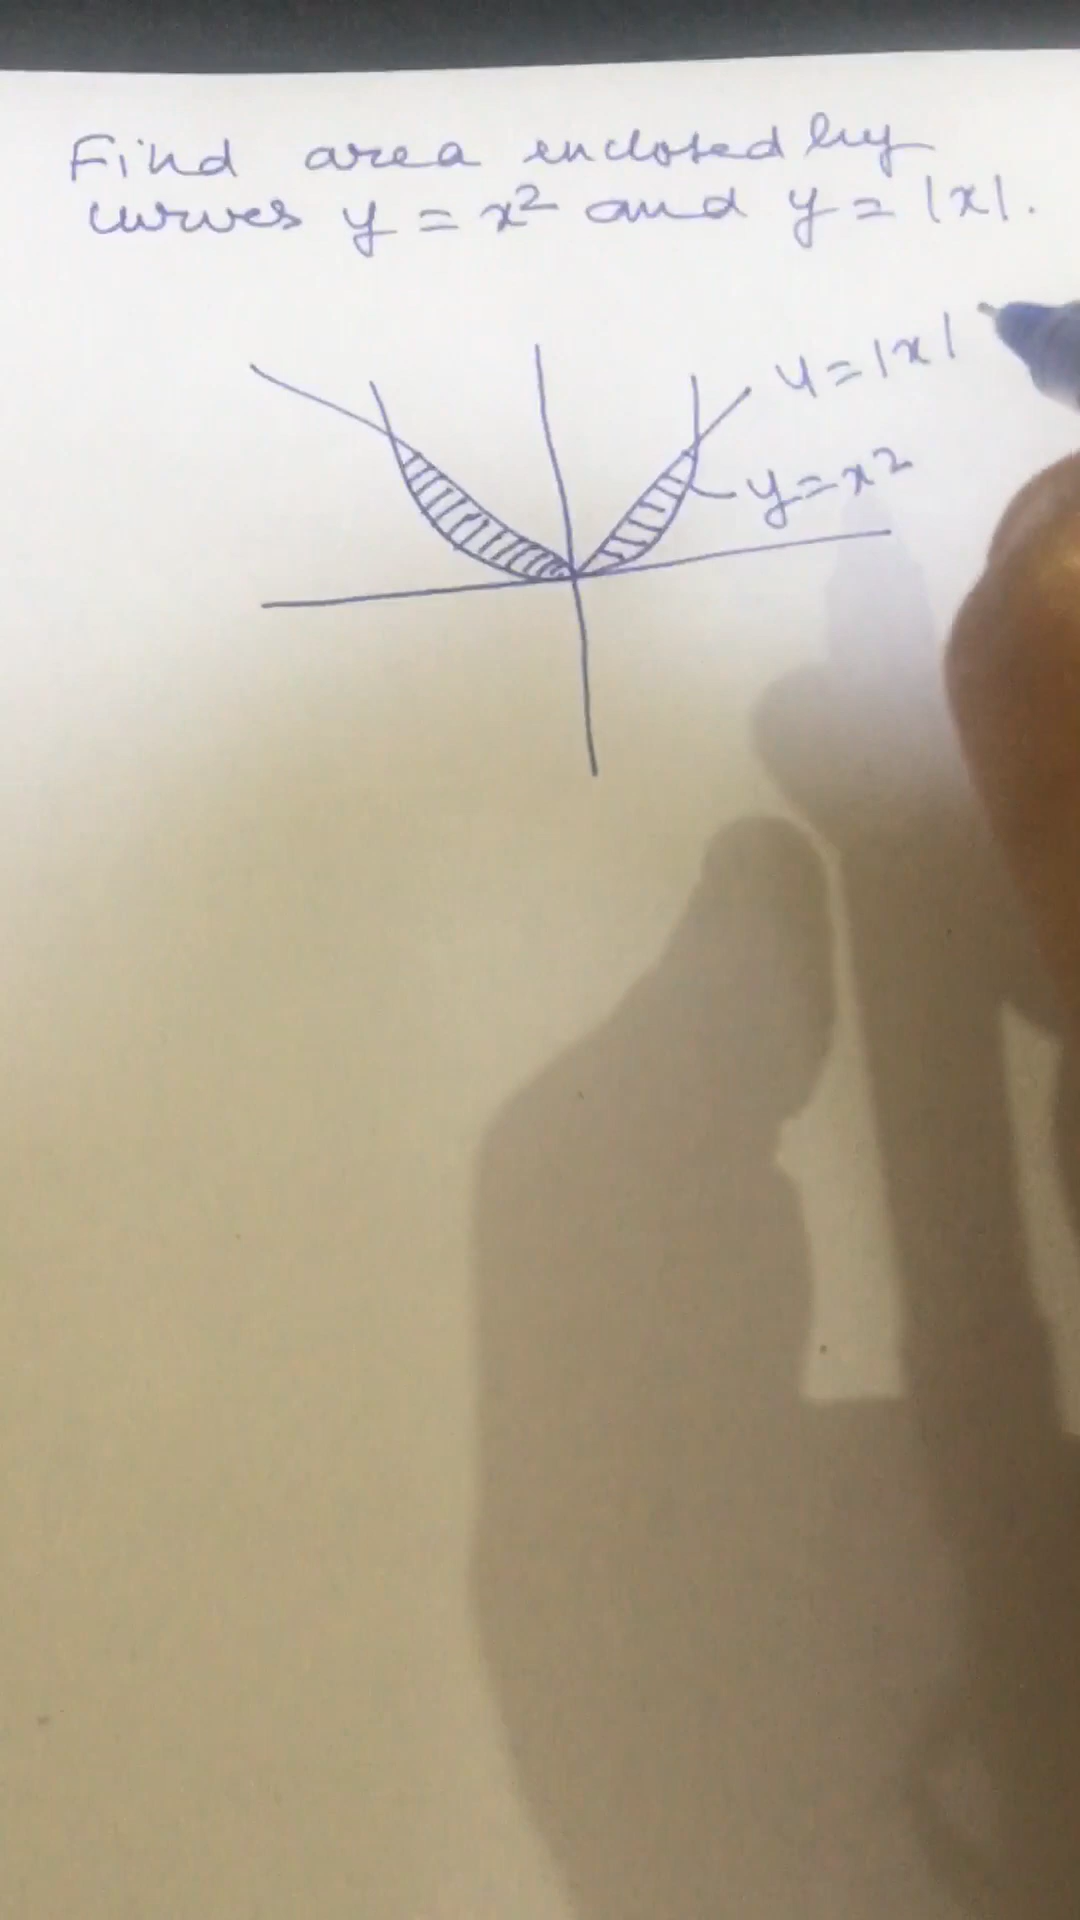 Find area enclosed by
curves y = x² and y = |x|.
y = |x|
y = x²